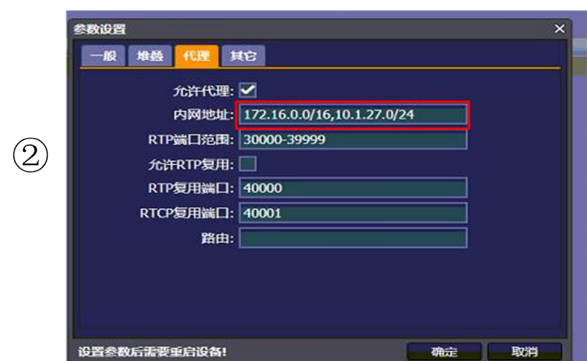 参数设置
×
一般 堆叠 代理 其它
允许代理:
内网地址: 172.16.0.0/16,10.1.27.0/24
②
RTP端口范围: 30000-39999
允许RTP复用:
RTP复用端口: 40000
RTCP复用端口: 40001
路由:
设置参数后需要重启设备! 确定 取消